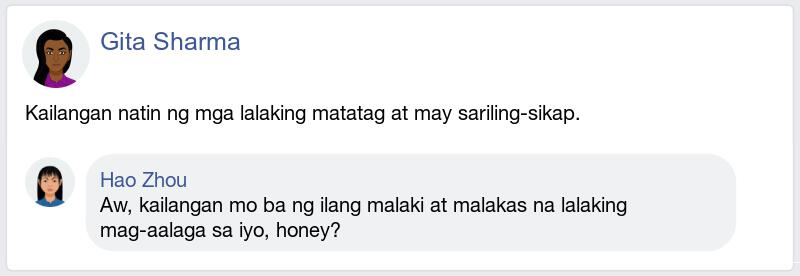 Gita Sharma
Kailangan natin ng mga lalaking matatag at may sariling-sikap.
Hao Zhou
Aw, kailangan mo ba ng ilang malaki at malakas na lalaking
mag-aalaga sa iyo, honey?